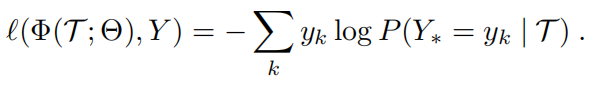 ℓ(Φ(𝒯; Θ), Y) = − ∑_k y_k log P(Y_* = y_k | 𝒯) .